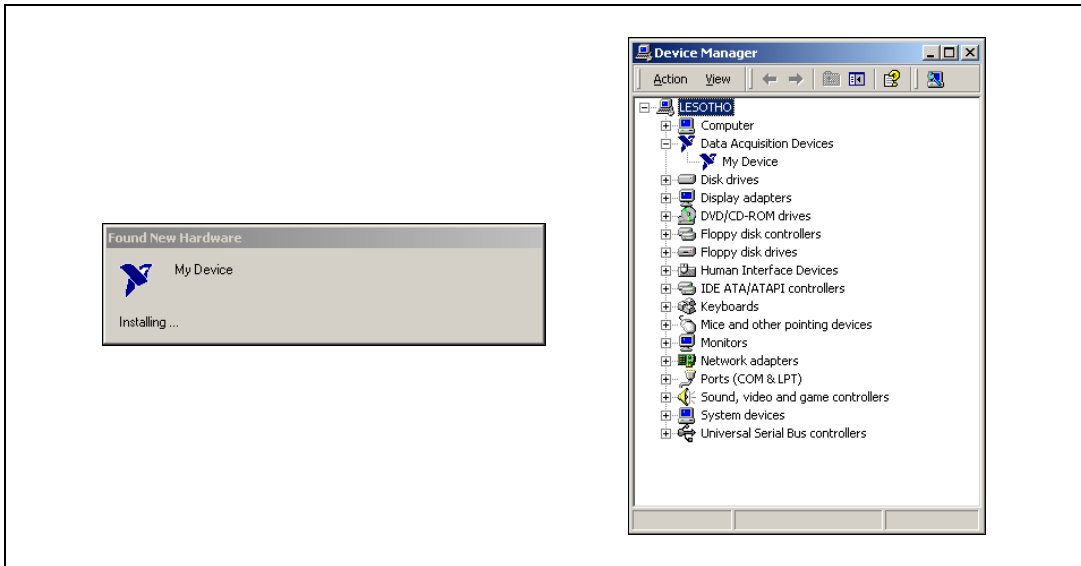 Found New Hardware
My Device
Installing ...
Device Manager
Action View
LESOTHO
Computer
Data Acquisition Devices
My Device
Disk drives
Display adapters
DVD/CD-ROM drives
Floppy disk controllers
Floppy disk drives
Human Interface Devices
IDE ATA/ATAPI controllers
Keyboards
Mice and other pointing devices
Monitors
Network adapters
Ports (COM & LPT)
Sound, video and game controllers
System devices
Universal Serial Bus controllers